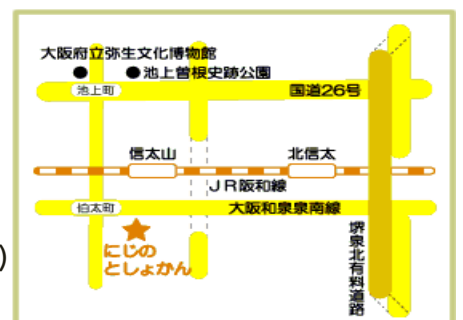 大阪府立弥生文化博物館
池上曽根史跡公園
池上町
国道26号
信太山
北信太
JR阪和線
伯太町
大阪和泉泉南線
にじの
としょかん
堺泉北有料道路
)